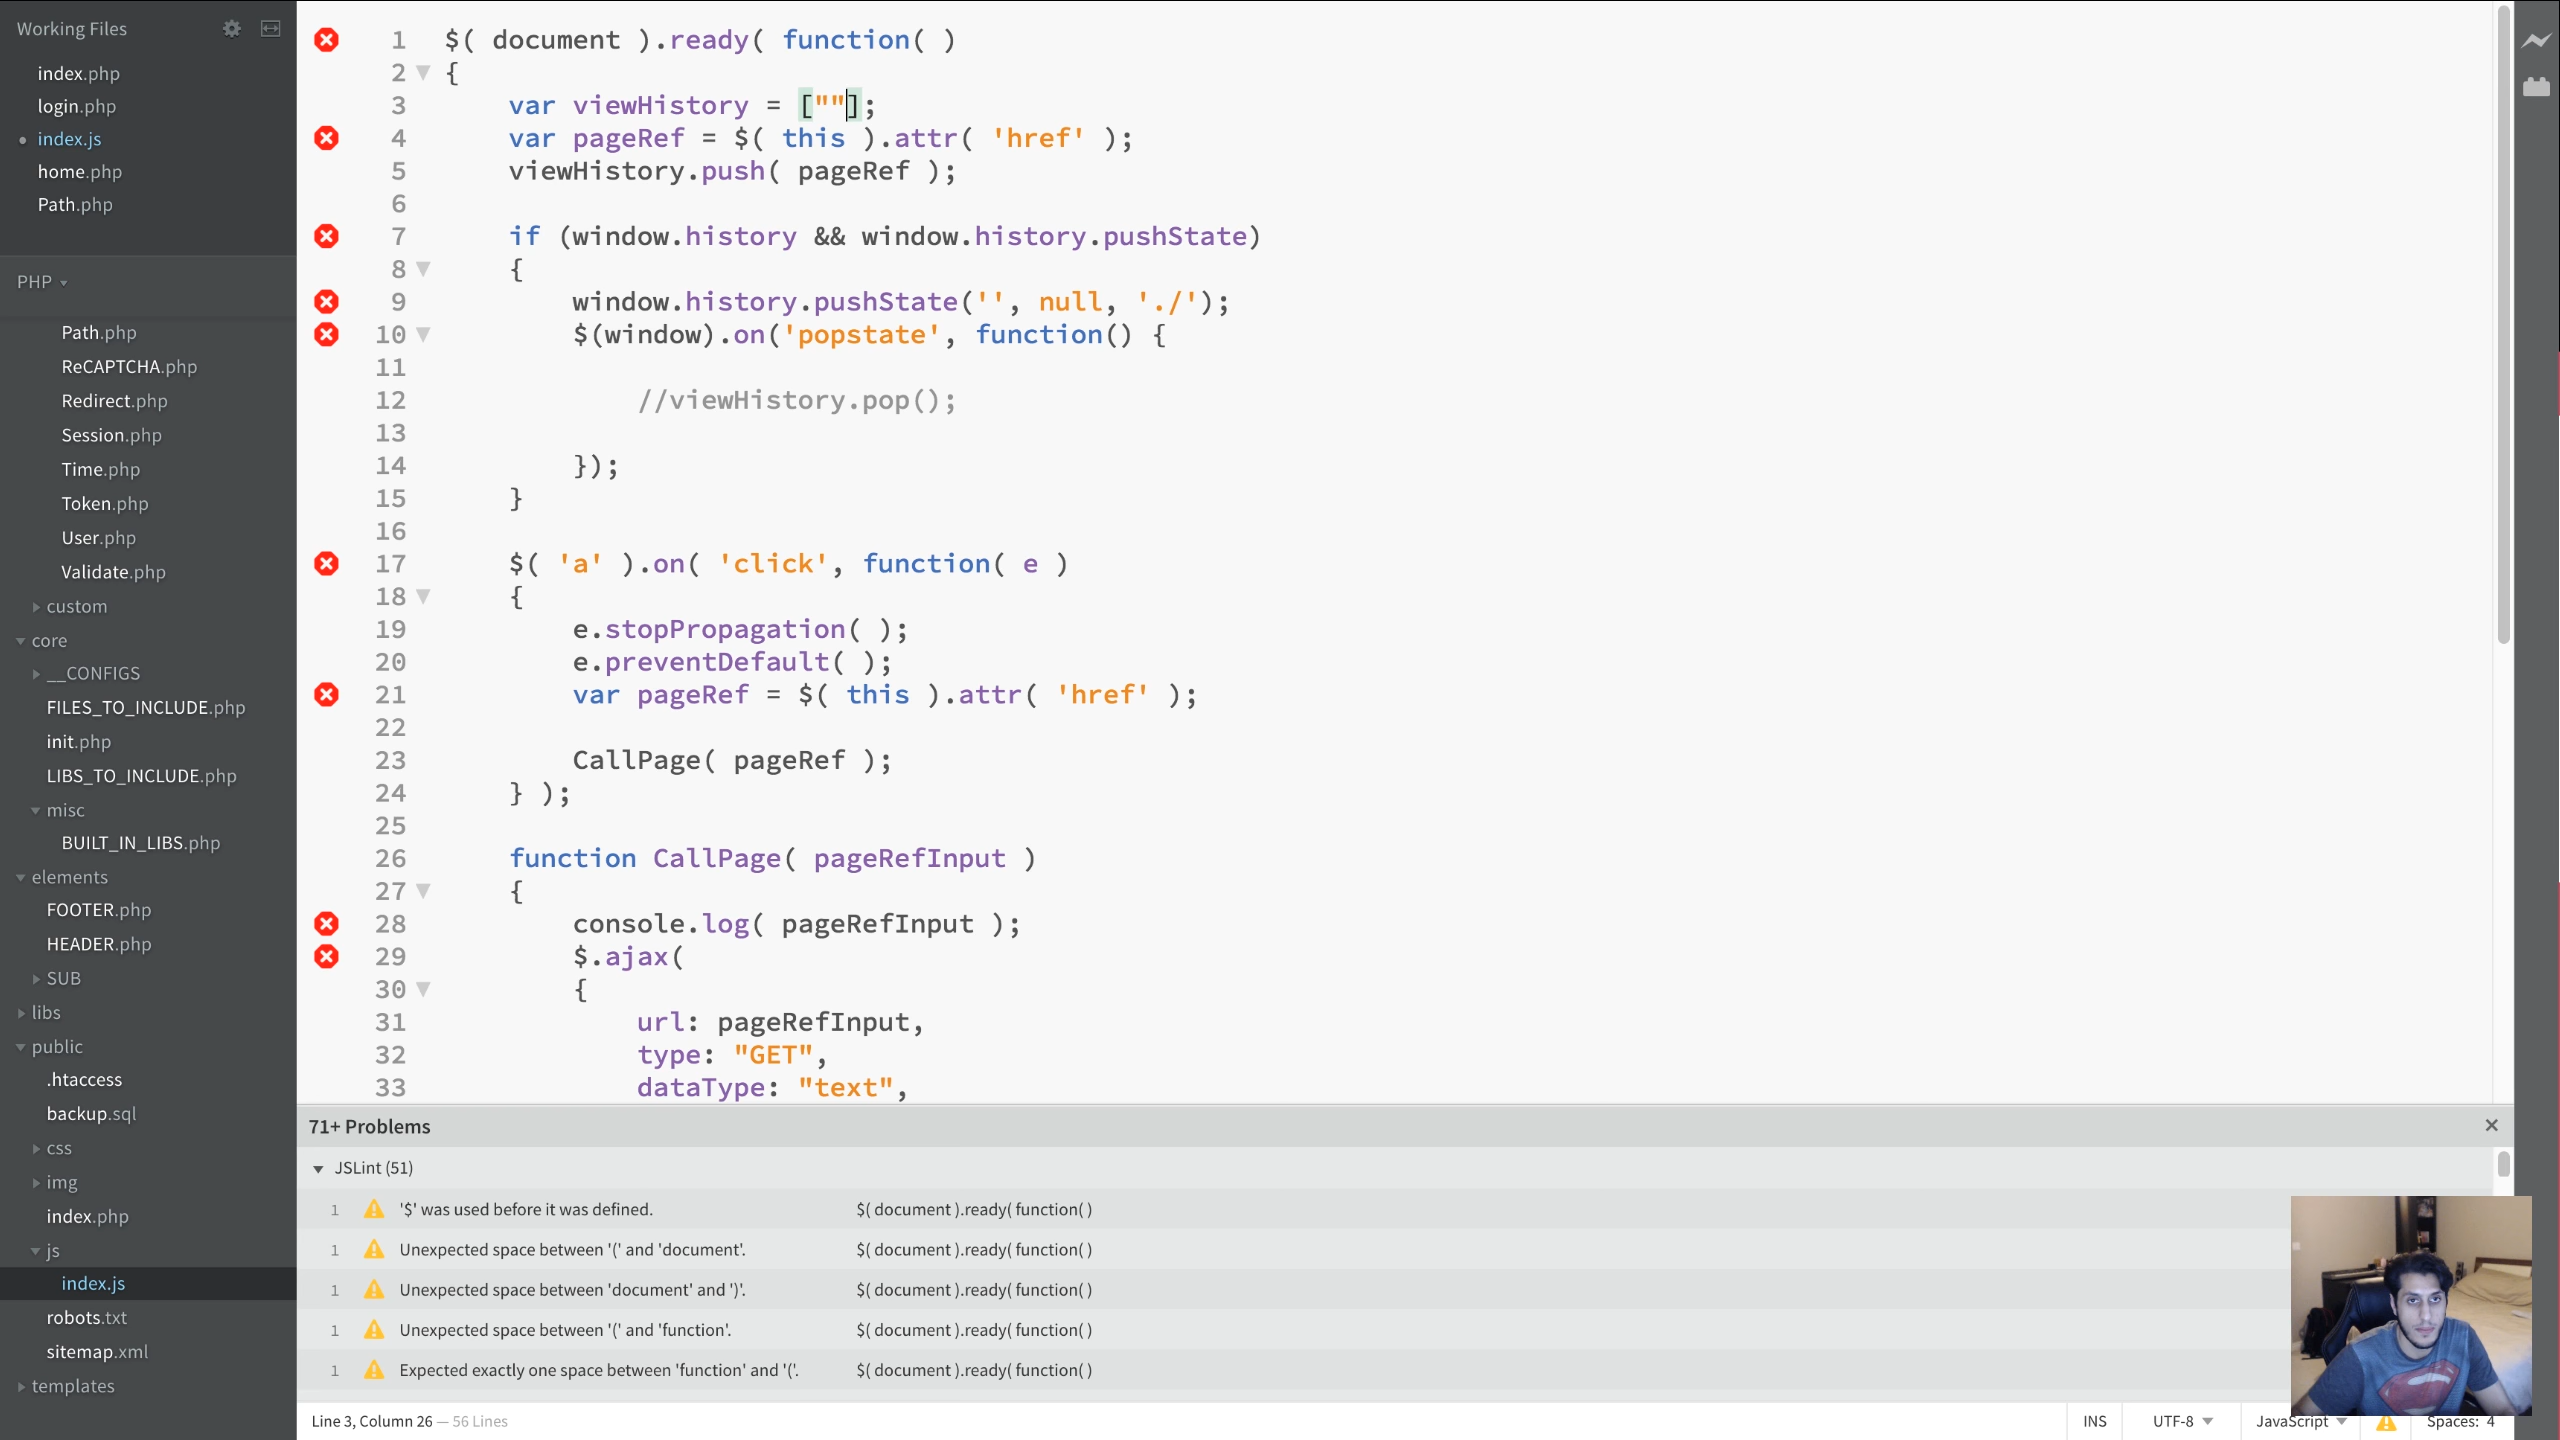 Working Files
index.php
login.php
index.js
home.php
Path.php
PHP
Path.php
ReCAPTCHA.php
Redirect.php
Session.php
Time.php
Token.php
User.php
Validate.php
custom
core
__CONFIGS
FILES_TO_INCLUDE.php
init.php
LIBS_TO_INCLUDE.php
misc
BUILT_IN_LIBS.php
elements
FOOTER.php
HEADER.php
SUB
libs
public
.htaccess
backup.sql
css
img
index.php
js
index.js
robots.txt
sitemap.xml
templates
1 $( document ).ready( function( )
2 {
3 var viewHistory = [""];
4 var pageRef = $( this ).attr( 'href' );
5 viewHistory.push( pageRef );
6
7 if (window.history && window.history.pushState)
8 {
9 window.history.pushState('', null, './');
10 $(window).on('popstate', function() {
11
12 //viewHistory.pop();
13
14 });
15 }
16
17 $( 'a' ).on( 'click', function( e )
18 {
19 e.stopPropagation( );
20 e.preventDefault( );
21 var pageRef = $( this ).attr( 'href' );
22
23 CallPage( pageRef );
24 } );
25
26 function CallPage( pageRefInput )
27 {
28 console.log( pageRefInput );
29 $.ajax(
30 {
31 url: pageRefInput,
32 type: "GET",
33 dataType: "text",
71+ Problems
JSLint (51)
1 '$' was used before it was defined. $( document ).ready( function( )
1 Unexpected space between '(' and 'document'. $( document ).ready( function( )
1 Unexpected space between 'document' and ')'. $( document ).ready( function( )
1 Unexpected space between '(' and 'function'. $( document ).ready( function( )
1 Expected exactly one space between 'function' and '('. $( document ).ready( function( )
Line 3, Column 26 — 56 Lines
INS UTF-8 JavaScript Spaces: 4